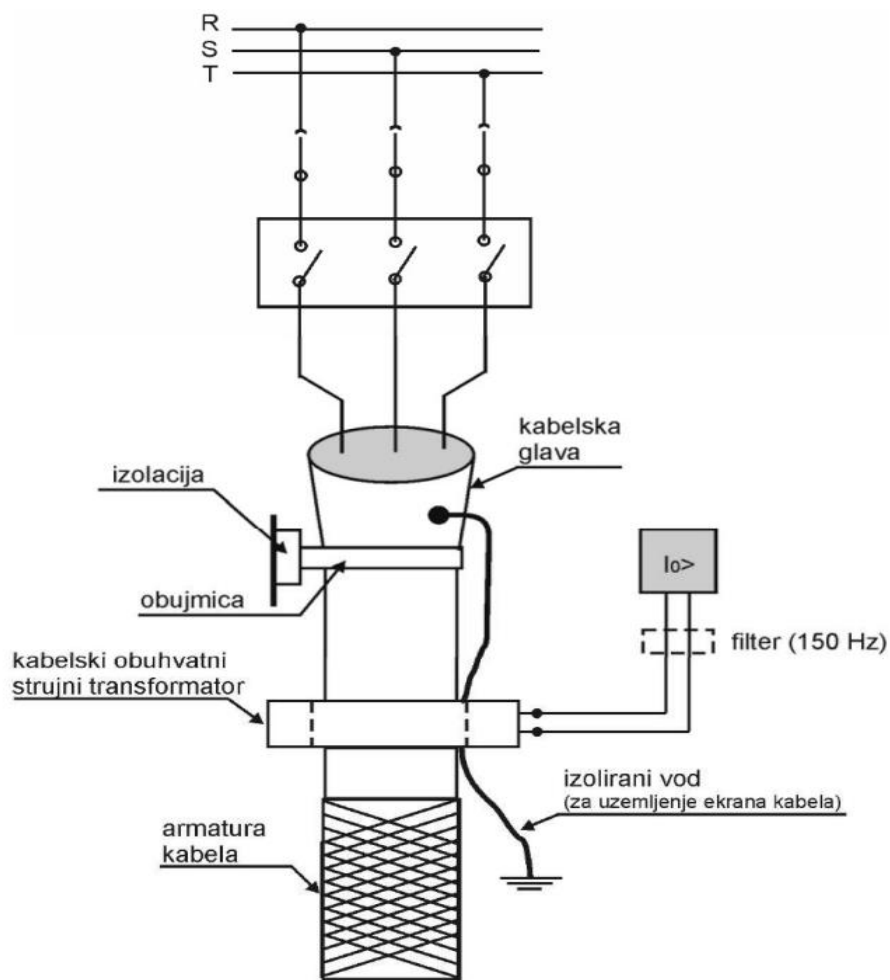 R
S
T
kabelska
glava
izolacija
I₀>
obujmica
filter (150 Hz)
kabelski obuhvatni
strujni transformator
izolirani vod
(za uzemljenje ekrana kabela)
armatura
kabela